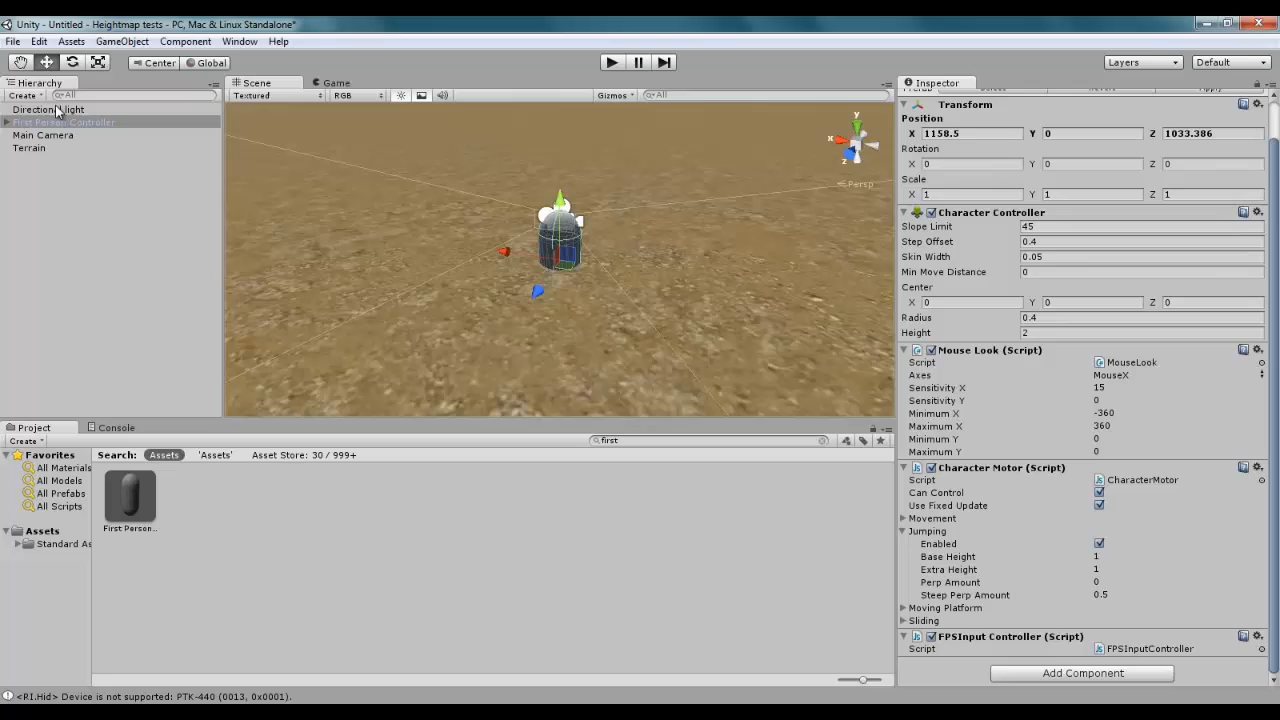 Unity - Untitled - Heightmap tests - PC, Mac & Linux Standalone*
File Edit Assets GameObject Component Window Help
Center Global Layers Default
Hierarchy
Create All
Directional light
First Person Controller
Main Camera
Terrain
Scene Game
Textured RGB Gizmos All
y
x
z
Persp
Inspector
Transform
Position
X 1158.5 Y 0 Z 1033.386
Rotation
X 0 Y 0 Z 0
Scale
X 1 Y 1 Z 1
Character Controller
Slope Limit 45
Step Offset 0.4
Skin Width 0.05
Min Move Distance 0
Center
X 0 Y 0 Z 0
Radius 0.4
Height 2
Mouse Look (Script)
Script MouseLook
Axes MouseX
Sensitivity X 15
Sensitivity Y 0
Minimum X -360
Maximum X 360
Minimum Y 0
Maximum Y 0
Character Motor (Script)
Script CharacterMotor
Can Control
Use Fixed Update
Movement
Jumping
Enabled
Base Height 1
Extra Height 1
Perp Amount 0
Steep Perp Amount 0.5
Moving Platform
Sliding
FPSInput Controller (Script)
Script FPSInputController
Add Component
Project Console
Create first
Favorites
All Materials
All Models
All Prefabs
All Scripts
Assets
Standard As
Search: Assets 'Assets' Asset Store: 30 / 999+
First Person...
<RI.Hid> Device is not supported: PTK-440 (0013, 0x0001).